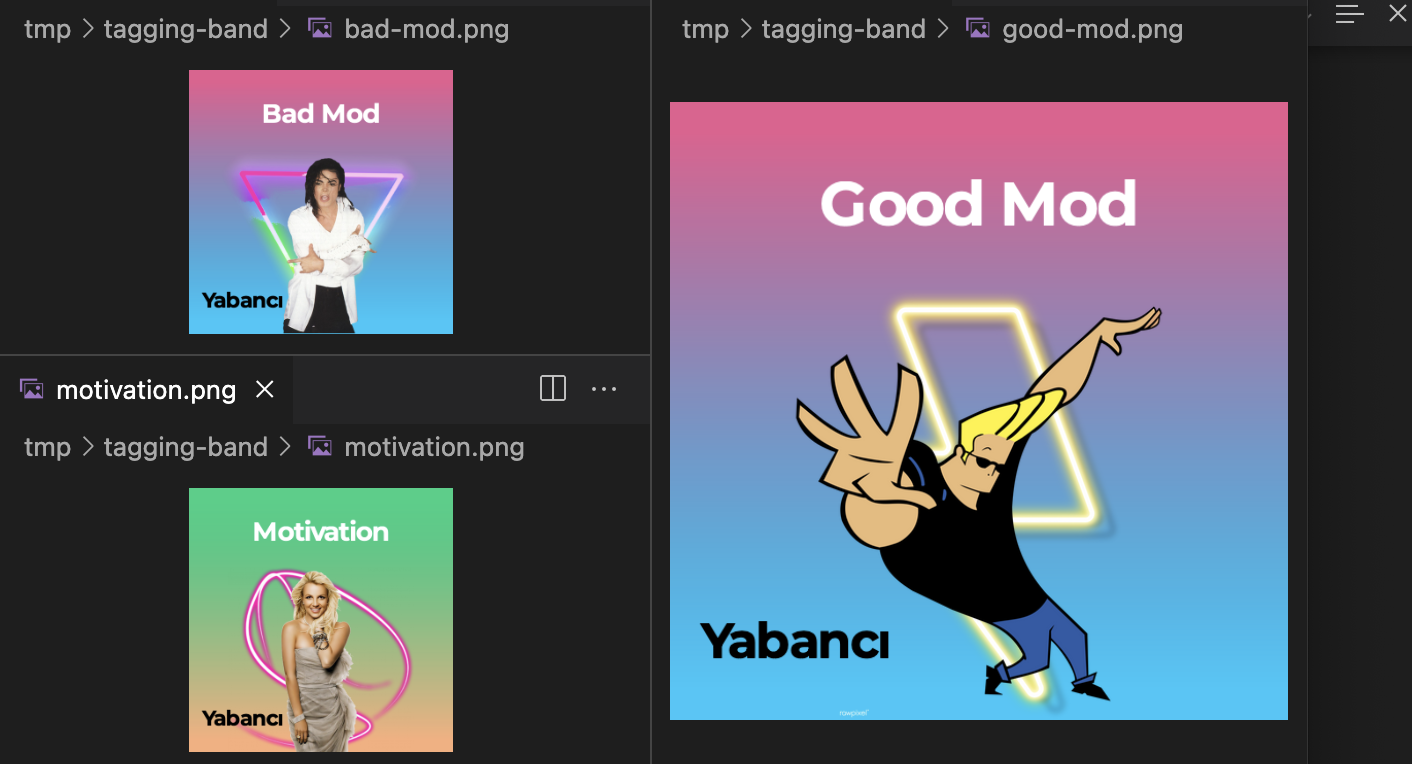 tmp > tagging-band > bad-mod.png
Bad Mod
Yabancı
motivation.png
tmp > tagging-band > motivation.png
Motivation
Yabancı
tmp > tagging-band > good-mod.png
Good Mod
Yabancı
rawpixel